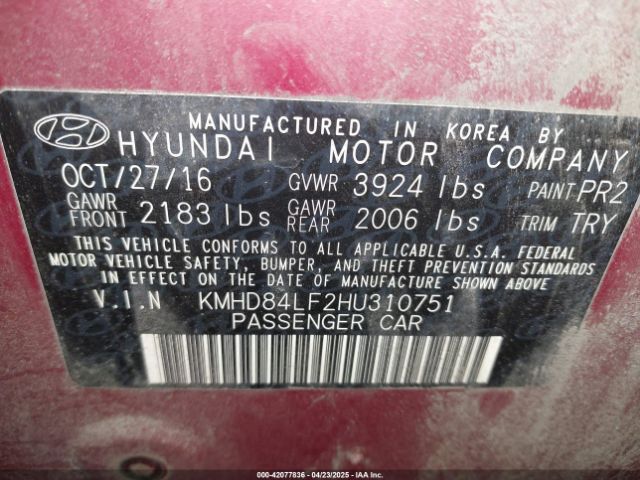 MANUFACTURED IN KOREA BY
HYUNDAI MOTOR COMPANY
OCT/27/16 GVWR 3924 lbs PAINT PR2
GAWR FRONT 2183 lbs GAWR REAR 2006 lbs TRIM TRY
THIS VEHICLE CONFORMS TO ALL APPLICABLE U.S.A. FEDERAL
MOTOR VEHICLE SAFETY, BUMPER, AND THEFT PREVENTION STANDARDS
IN EFFECT ON THE DATE OF MANUFACTURE SHOWN ABOVE.
V.I.N KMHD84LF2HU310751
PASSENGER CAR
000-42077836 - 04/23/2025 - IAA, Inc.